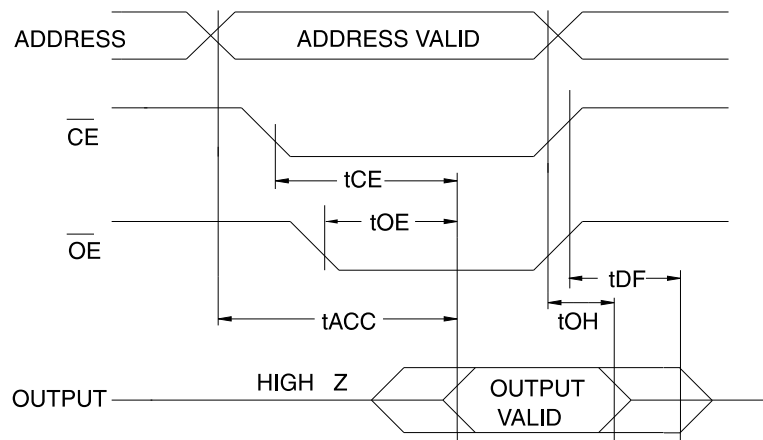 ADDRESS
ADDRESS VALID
CE
tCE
tOE
OE
tDF
tACC
tOH
HIGH Z
OUTPUT
OUTPUT
VALID